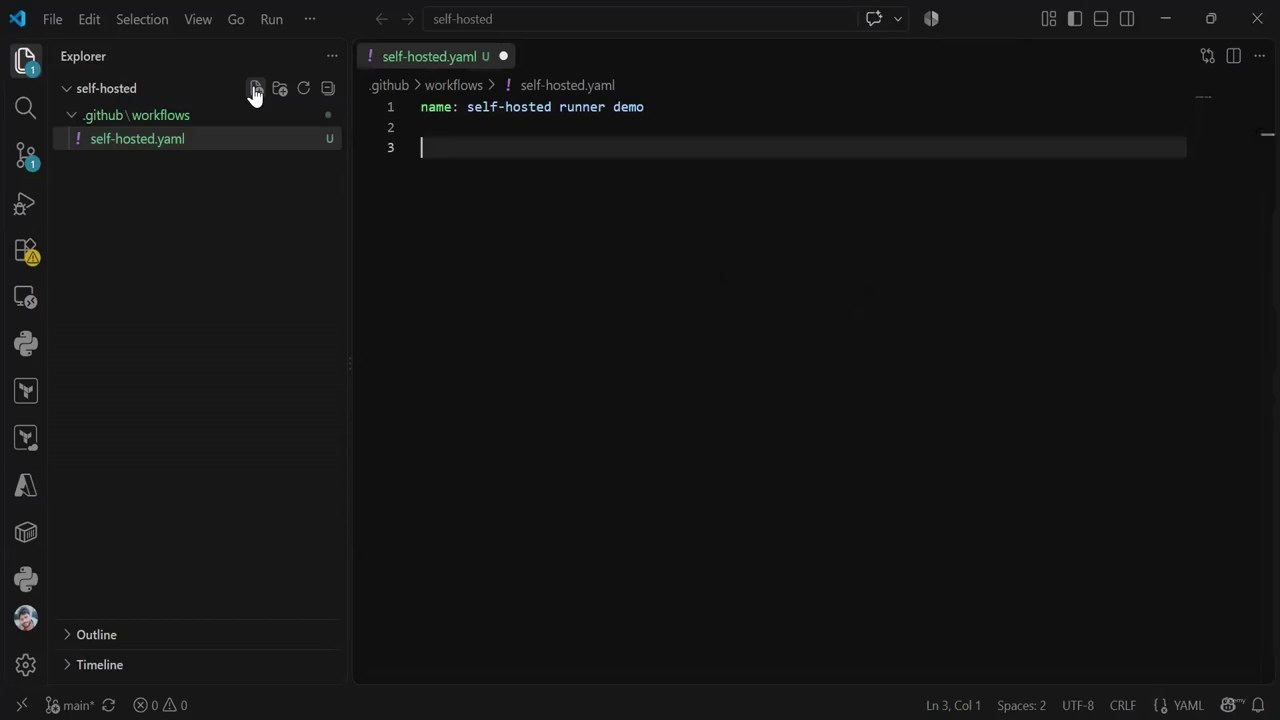 File Edit Selection View Go Run ···
self-hosted
Explorer
self-hosted
.github\workflows
! self-hosted.yaml U
Outline
Timeline
! self-hosted.yaml U
.github > workflows > ! self-hosted.yaml
1 name: self-hosted runner demo
2
3
1
1
main* 0 0
Ln 3, Col 1 Spaces: 2 UTF-8 CRLF {} YAML